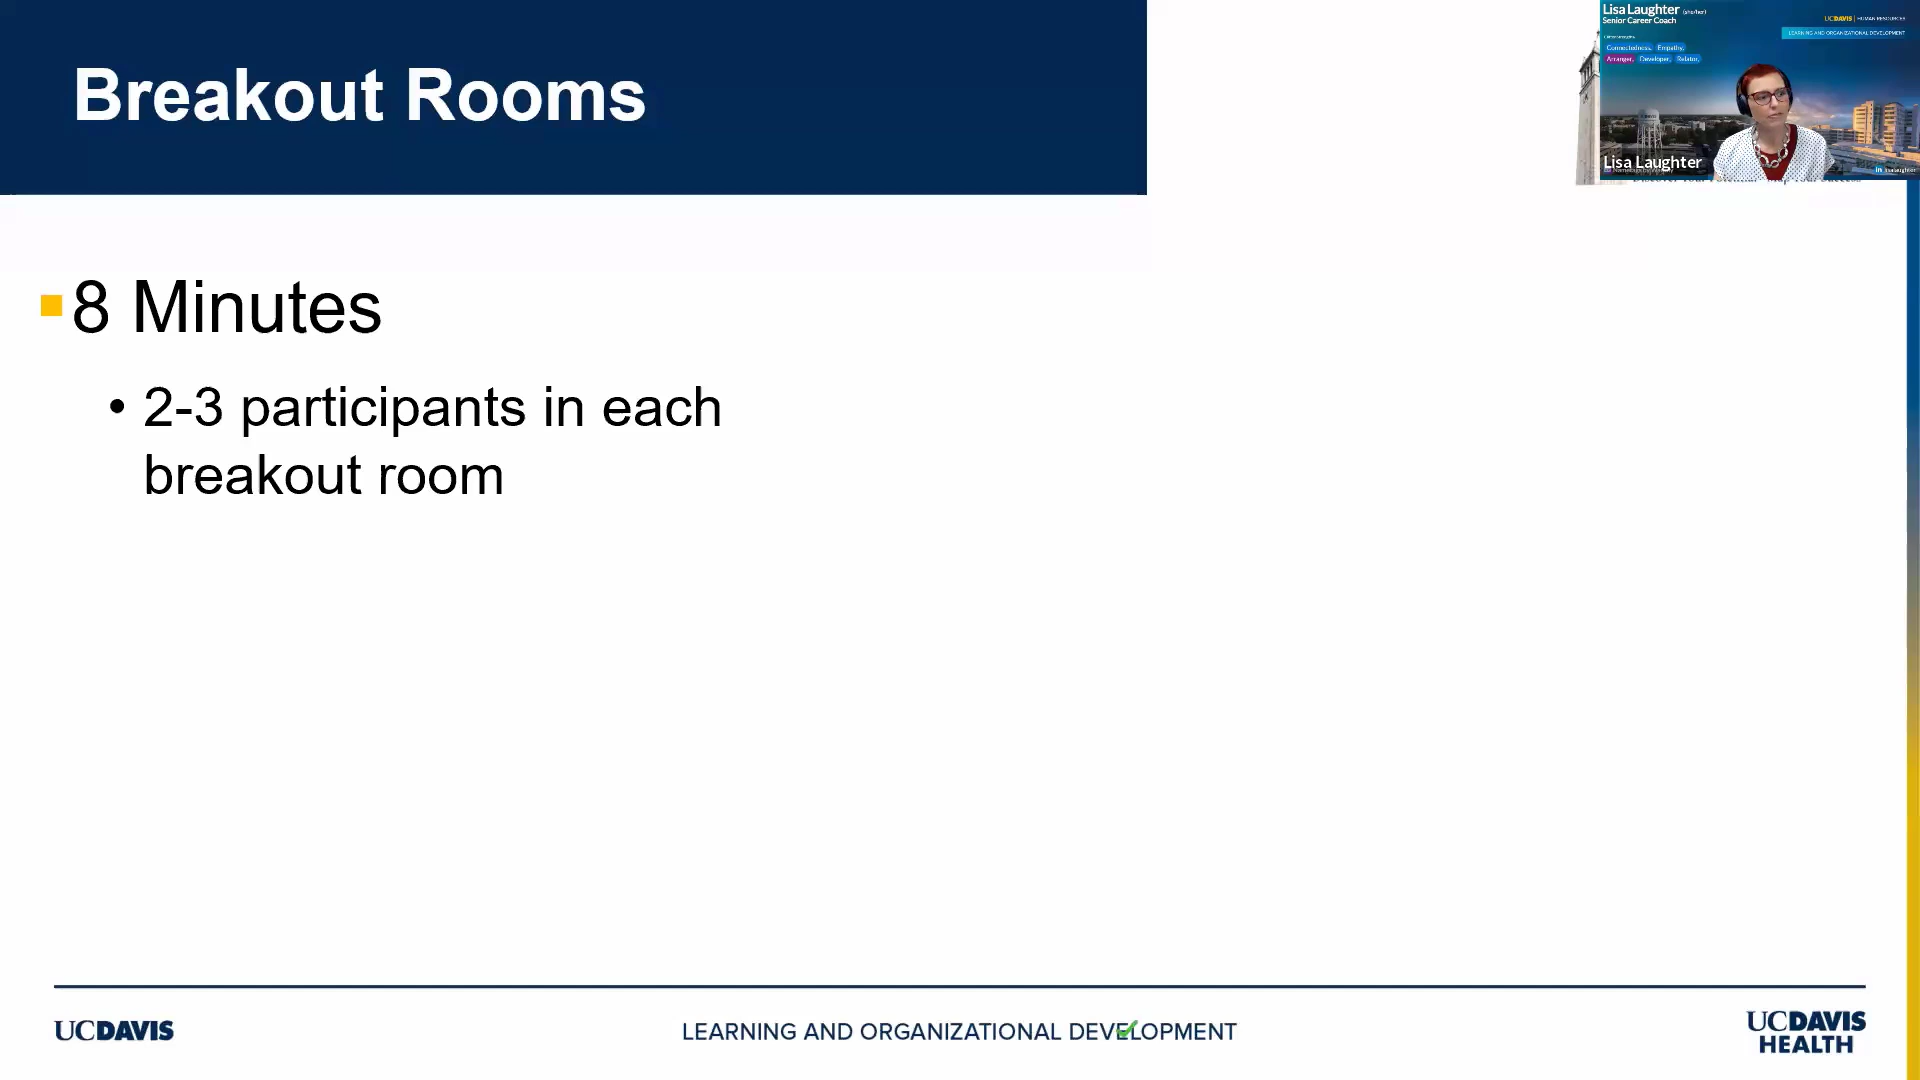 Breakout Rooms
8 Minutes
• 2-3 participants in each
breakout room
Lisa Laughter (she/her)
Senior Career Coach
Connectedness, Empathy,
Arranger, Developer, Relator,
UCDAVIS | HUMAN RESOURCES
LEARNING AND ORGANIZATIONAL DEVELOPMENT
Lisa Laughter
in lisalaughter
UCDAVIS
LEARNING AND ORGANIZATIONAL DEVELOPMENT
UCDAVIS
HEALTH